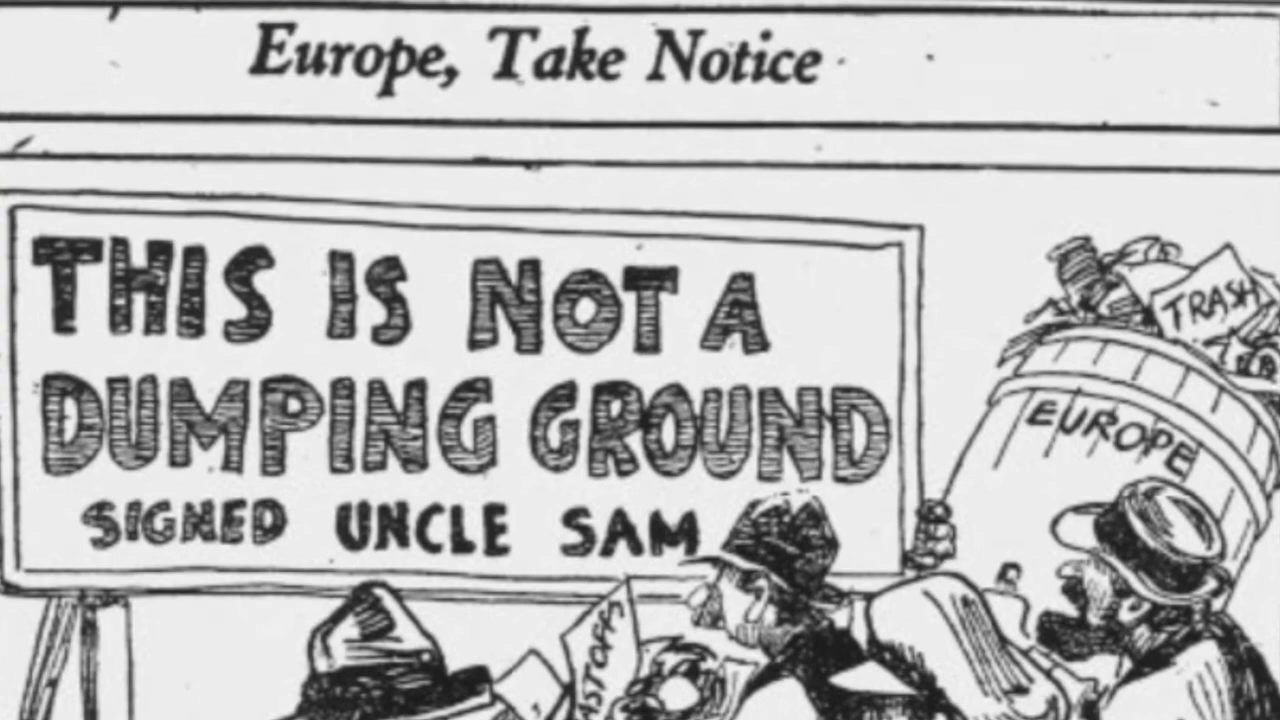 Europe, Take Notice
THIS IS NOT A
DUMPING GROUND
SIGNED UNCLE SAM
TRASH
EUROPE